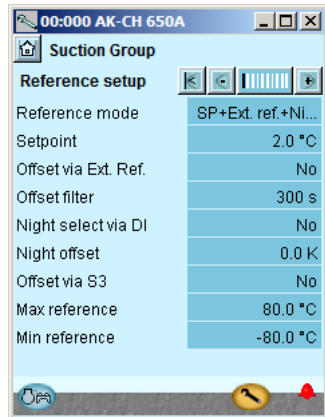 00:000 AK-CH 650A
Suction Group
Reference setup
Reference mode SP+Ext. ref.+Ni...
Setpoint 2.0 °C
Offset via Ext. Ref. No
Offset filter 300 s
Night select via DI No
Night offset 0.0 K
Offset via S3 No
Max reference 80.0 °C
Min reference -80.0 °C